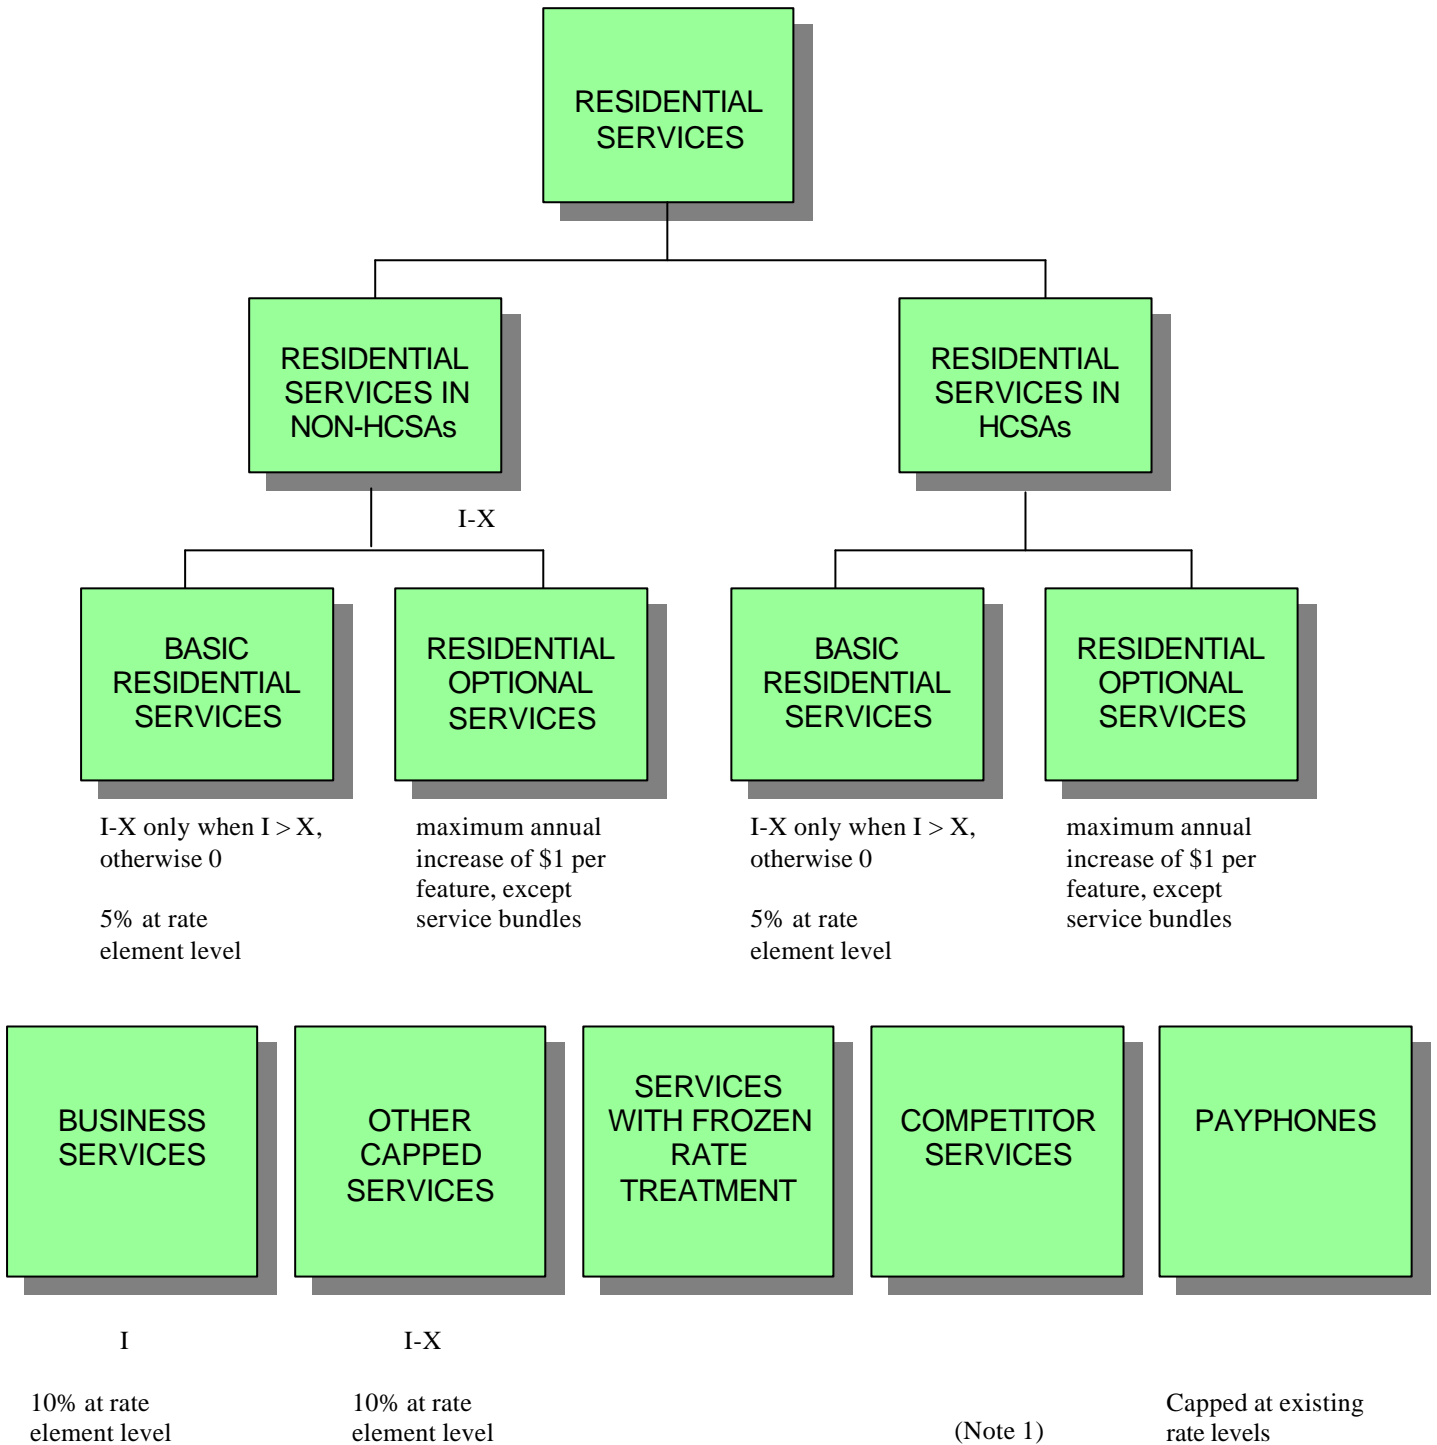 RESIDENTIAL
SERVICES
RESIDENTIAL
SERVICES IN
NON-HCSAs
RESIDENTIAL
SERVICES IN
HCSAs
I-X
BASIC
RESIDENTIAL
SERVICES
RESIDENTIAL
OPTIONAL
SERVICES
BASIC
RESIDENTIAL
SERVICES
RESIDENTIAL
OPTIONAL
SERVICES
I-X only when I > X,
otherwise 0
5% at rate
element level
maximum annual
increase of $1 per
feature, except
service bundles
I-X only when I > X,
otherwise 0
5% at rate
element level
maximum annual
increase of $1 per
feature, except
service bundles
BUSINESS
SERVICES
OTHER
CAPPED
SERVICES
SERVICES
WITH FROZEN
RATE
TREATMENT
COMPETITOR
SERVICES
PAYPHONES
I
10% at rate
element level
I-X
10% at rate
element level
(Note 1)
Capped at existing
rate levels